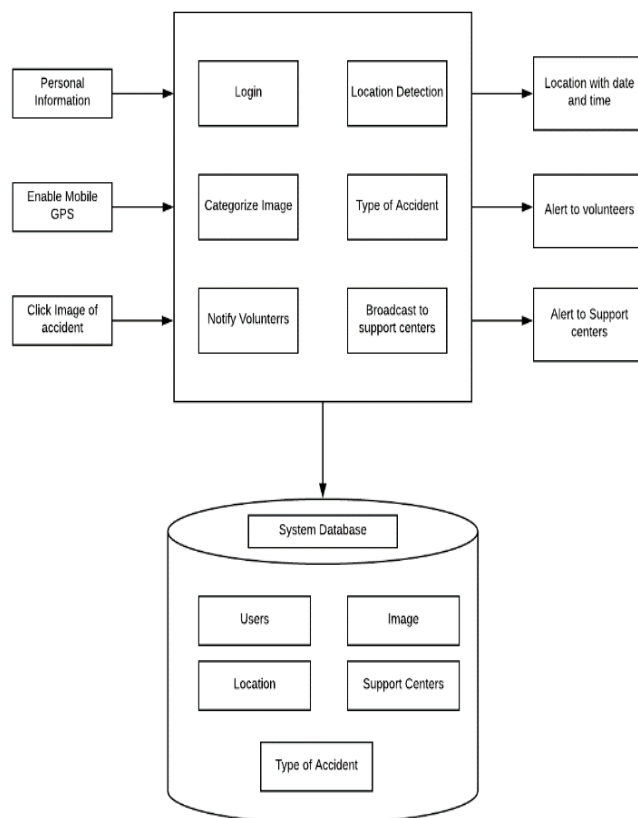 Personal
Information
Login
Location Detection
Location with date
and time
Enable Mobile
GPS
Categorize Image
Type of Accident
Alert to volunteers
Click Image of
accident
Notify Volunterrs
Broadcast to
support centers
Alert to Support
centers
System Database
Users
Image
Location
Support Centers
Type of Accident